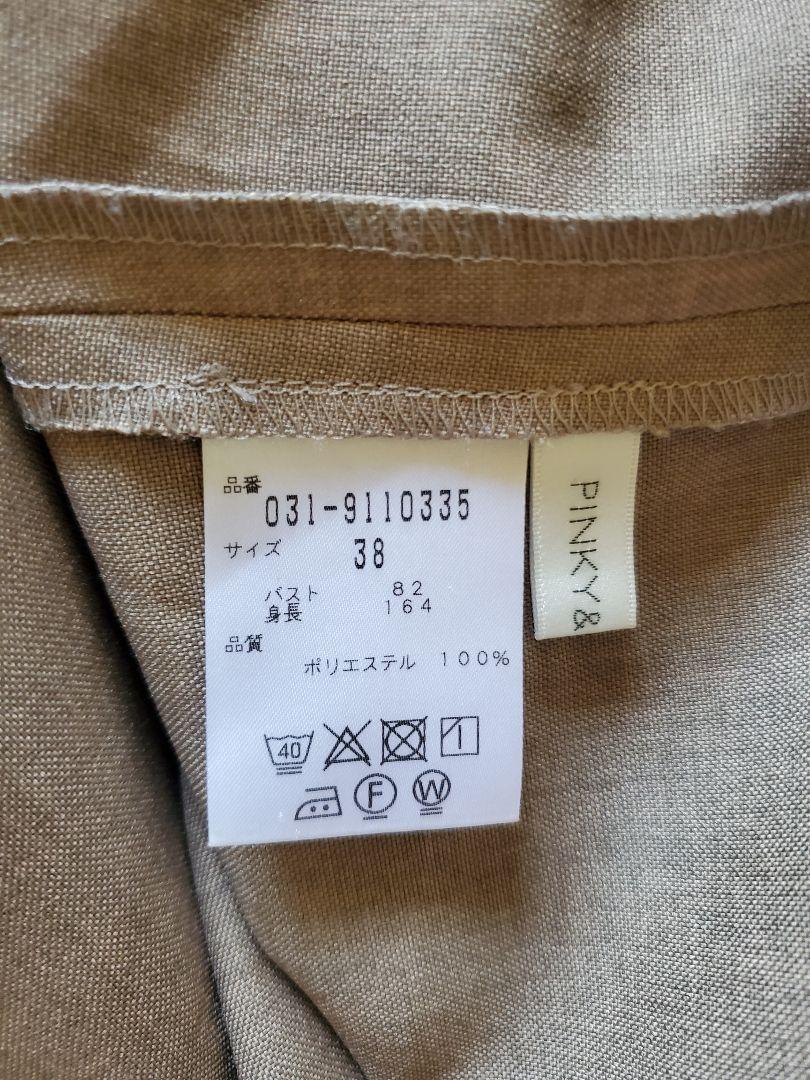 品番
031-9110335
サイズ 38
バスト 82
身長 164
品質
ポリエステル 100%
40
F W
PINKY &